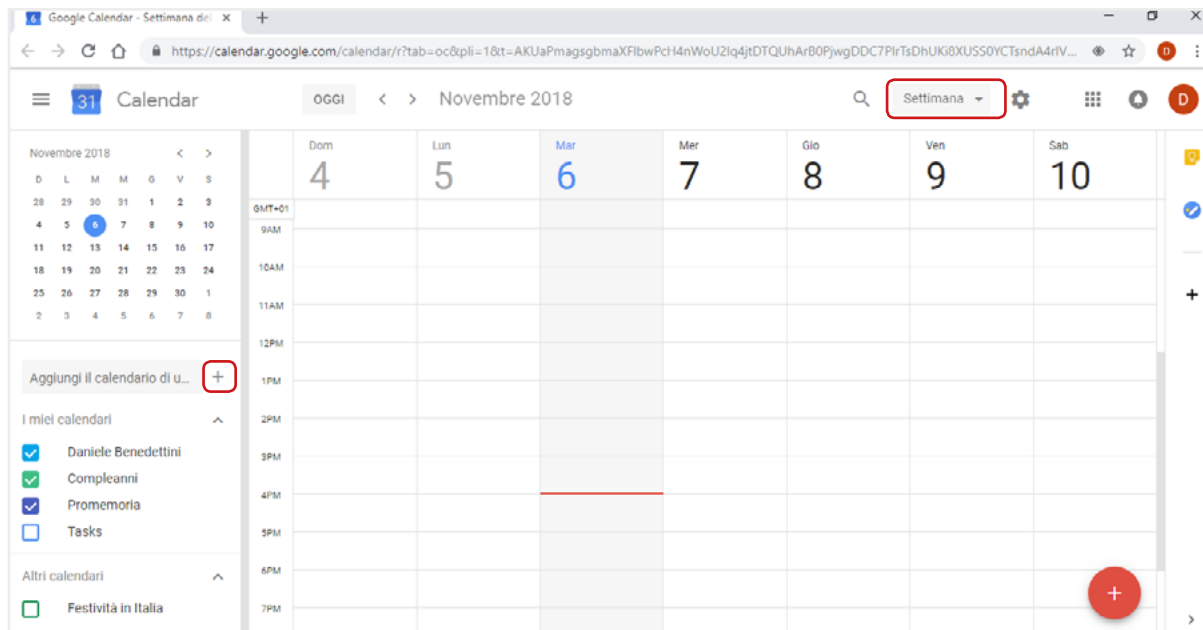 Google Calendar - Settimana del
https://calendar.google.com/calendar/r?tab=oc&pli=1&t=AKUaPmagsgbmaXFIbwPcH4nWoU2Iq4jtDTQUhArB0PjwgDDC7PIrTsDhUKi8XUSS0YCTsndA4rIV... D
31 Calendar OGGI Novembre 2018 Settimana D
Novembre 2018
D L M M G V S
28 29 30 31 1 2 3
4 5 6 7 8 9 10
11 12 13 14 15 16 17
18 19 20 21 22 23 24
25 26 27 28 29 30 1
2 3 4 5 6 7 8
Aggiungi il calendario di u... +
I miei calendari
Daniele Benedettini
Compleanni
Promemoria
Tasks
Altri calendari
Festività in Italia
Dom Lun Mar Mer Gio Ven Sab
4 5 6 7 8 9 10
GMT+01
9AM
10AM
11AM
12PM
1PM
2PM
3PM
4PM
5PM
6PM
7PM